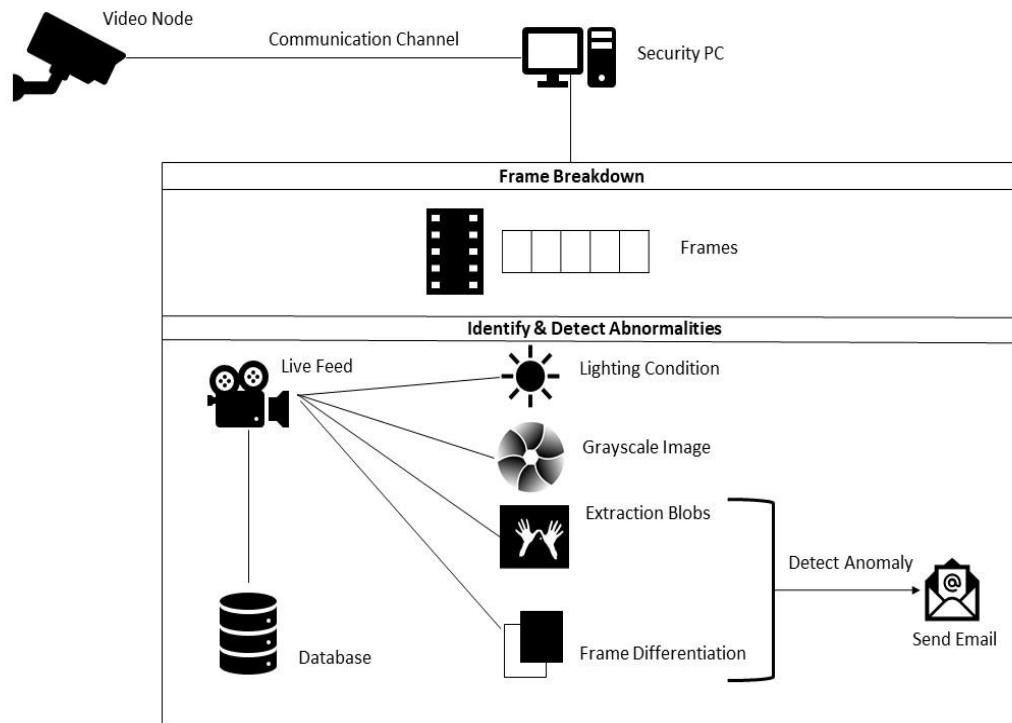 Video Node
Communication Channel
Security PC
Frame Breakdown
Frames
Identify & Detect Abnormalities
Live Feed
Lighting Condition
Grayscale Image
Extraction Blobs
Detect Anomaly
@
Send Email
Database
Frame Differentiation